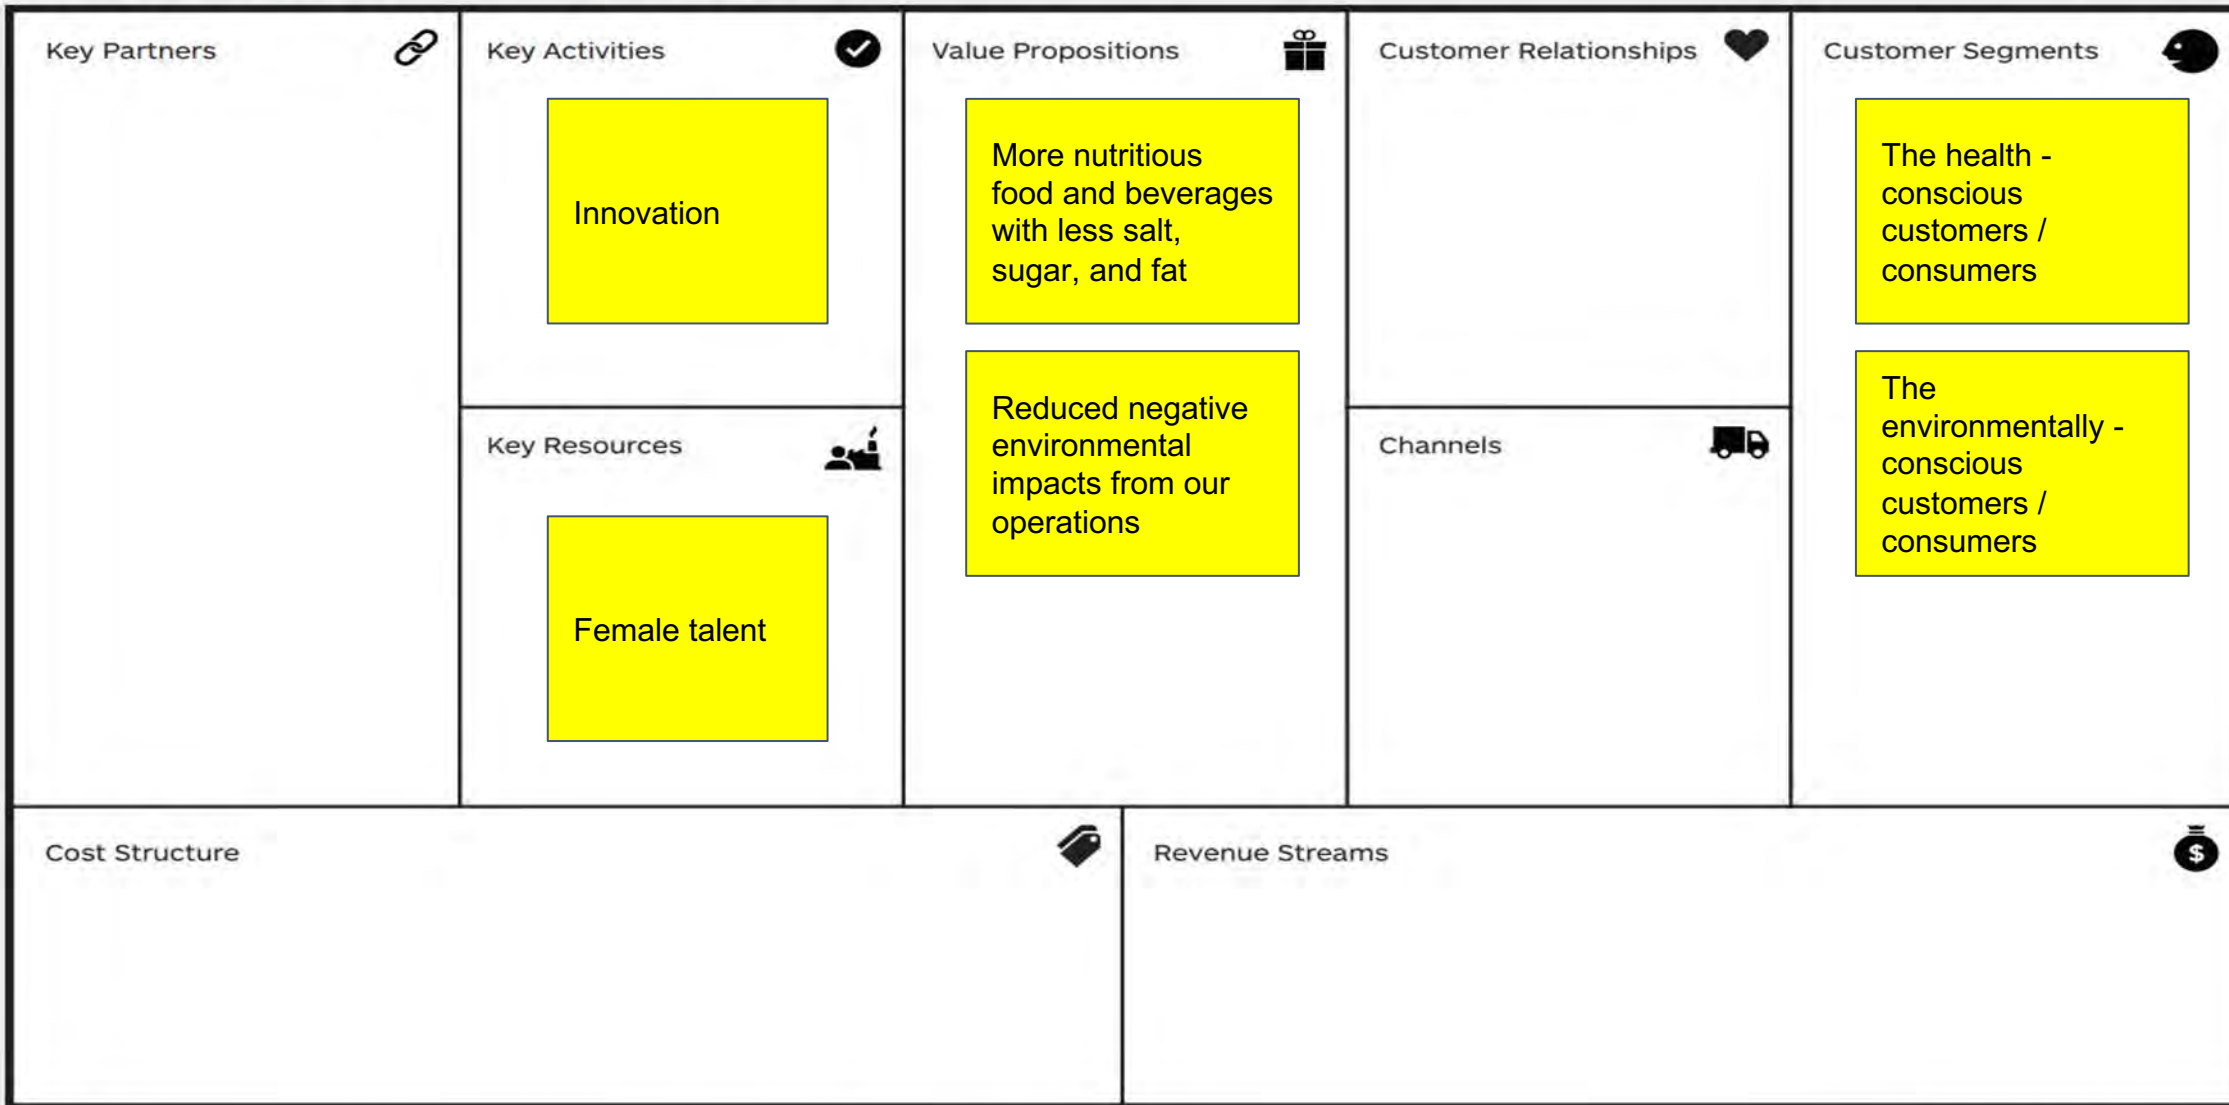 Key Partners
Key Activities
Innovation
Key Resources
Female talent
Value Propositions
More nutritious
food and beverages
with less salt,
sugar, and fat
Reduced negative
environmental
impacts from our
operations
Customer Relationships
Channels
Customer Segments
The health -
conscious
customers /
consumers
The
environmentally -
conscious
customers /
consumers
Cost Structure
Revenue Streams
$